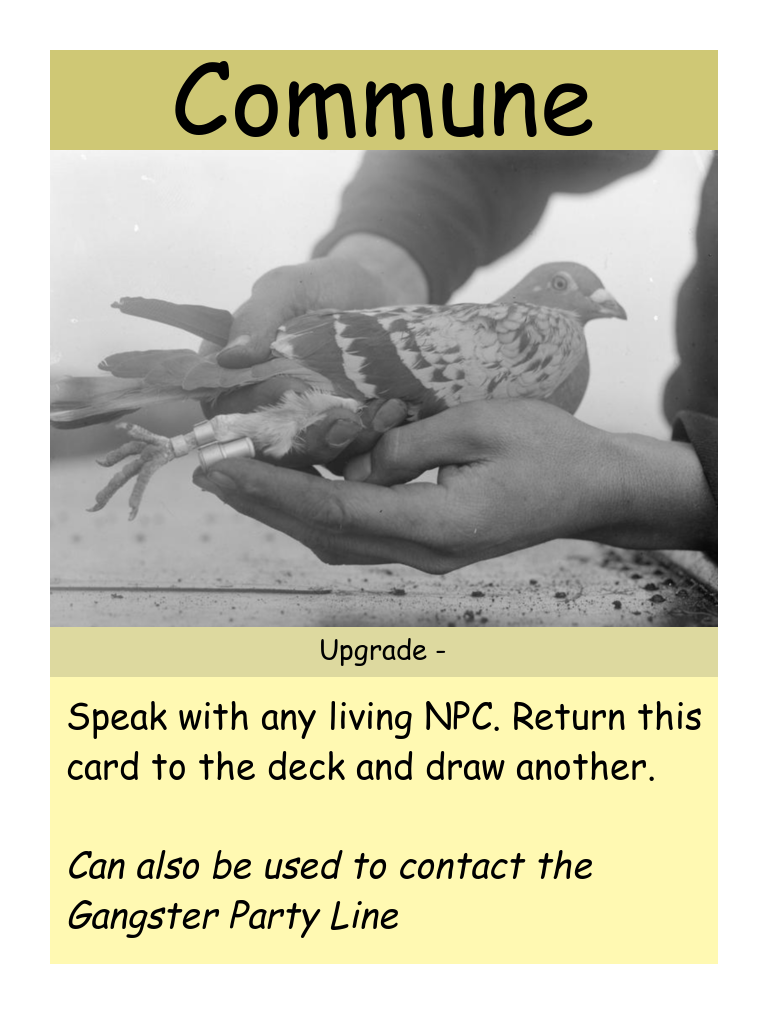 Commune
Upgrade -
Speak with any living NPC. Return this
card to the deck and draw another.
Can also be used to contact the
Gangster Party Line